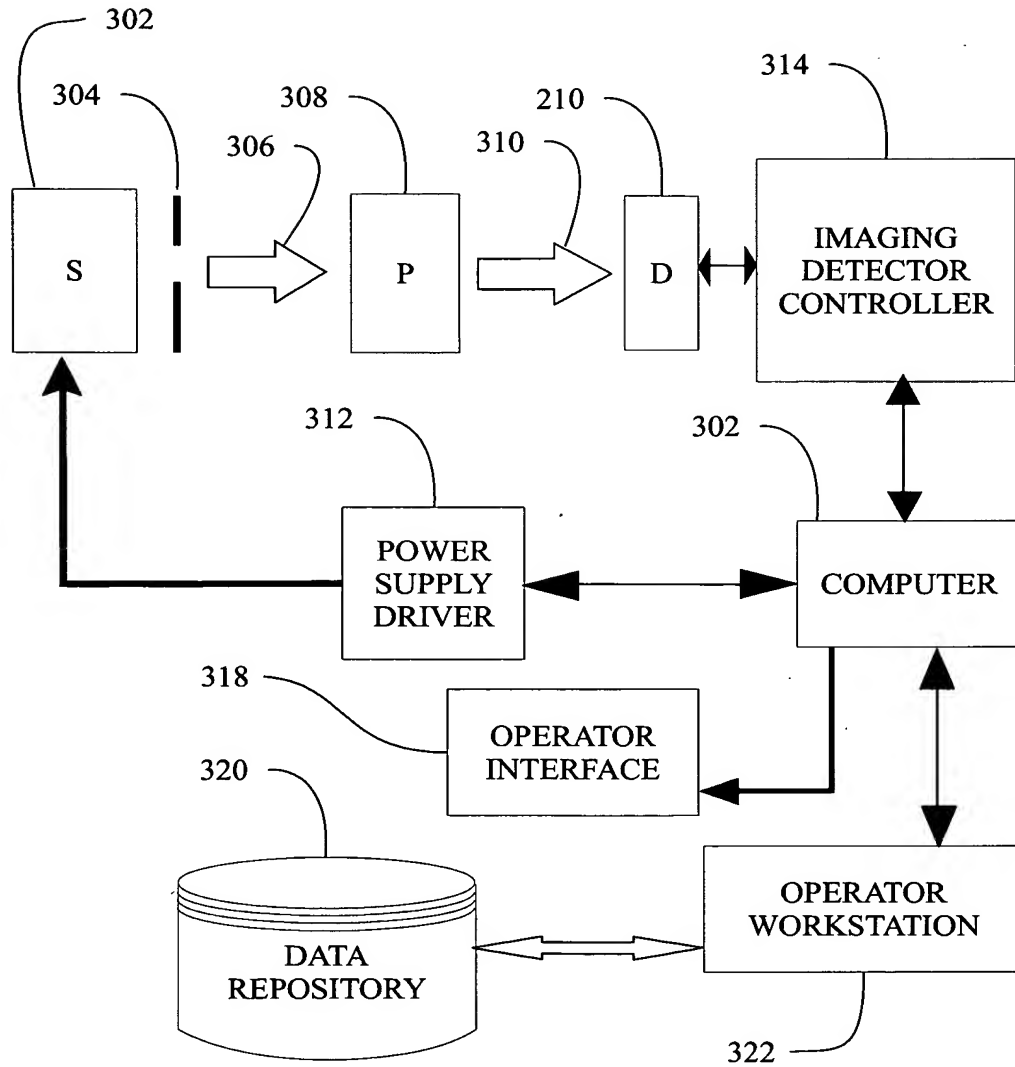 302
304
306
308
310
210
314
S
P
D
IMAGING
DETECTOR
CONTROLLER
312
302
POWER
SUPPLY
DRIVER
COMPUTER
318
OPERATOR
INTERFACE
320
DATA
REPOSITORY
OPERATOR
WORKSTATION
322